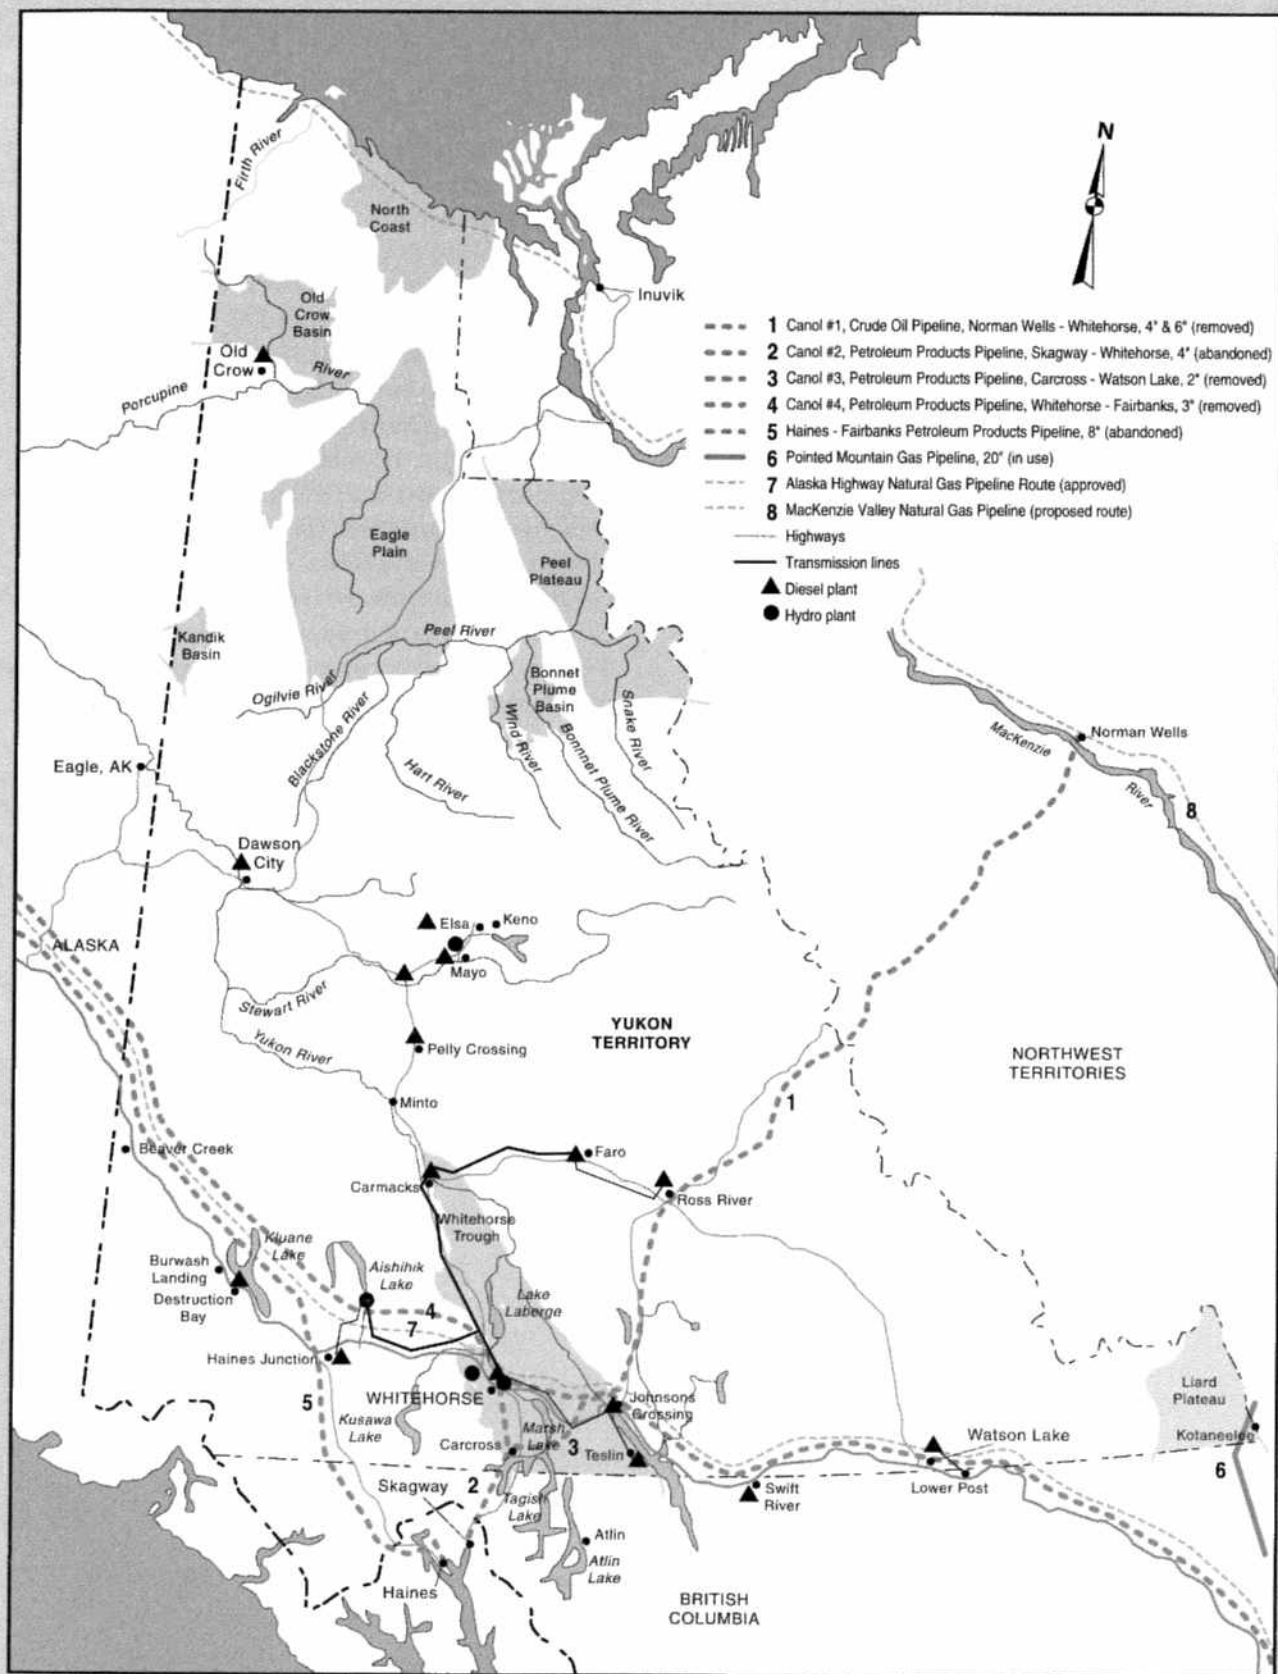 N
Firth River
North
Coast
Inuvik
Old
Crow
Basin
Old
Crow
River
Porcupine
1 Canol #1, Crude Oil Pipeline, Norman Wells - Whitehorse, 4" & 6" (removed)
2 Canol #2, Petroleum Products Pipeline, Skagway - Whitehorse, 4" (abandoned)
3 Canol #3, Petroleum Products Pipeline, Carcross - Watson Lake, 2" (removed)
4 Canol #4, Petroleum Products Pipeline, Whitehorse - Fairbanks, 3" (removed)
5 Haines - Fairbanks Petroleum Products Pipeline, 8" (abandoned)
6 Pointed Mountain Gas Pipeline, 20" (in use)
7 Alaska Highway Natural Gas Pipeline Route (approved)
8 MacKenzie Valley Natural Gas Pipeline (proposed route)
Highways
Transmission lines
Diesel plant
Hydro plant
Eagle
Plain
Peel
Plateau
Kandik
Basin
Peel River
Bonnet
Plume
Basin
Ogilvie River
Blackstone River
Hart River
Wind River
Bonnnet Plume River
Snake River
MacKenzie
River
Norman Wells
8
Eagle, AK
Dawson
City
ALASKA
Elsa
Keno
Mayo
Stewart River
Yukon River
Pelly Crossing
YUKON
TERRITORY
NORTHWEST
TERRITORIES
Minto
1
Beaver Creek
Faro
Carmacks
Ross River
Whitehorse
Trough
Kluane
Lake
Burwash
Landing
Destruction
Bay
Aishihik
Lake
Lake
Laberge
4
7
Haines Junction
5
WHITEHORSE
Kusawa
Lake
Johnsons
Crossing
Liard
Plateau
Kotaneelee
6
Carcross
Marsh
Lake
3
Teslin
Watson Lake
Lower Post
Swift
River
Skagway
2
Tagish
Lake
Atlin
Atlin
Lake
Haines
BRITISH
COLUMBIA